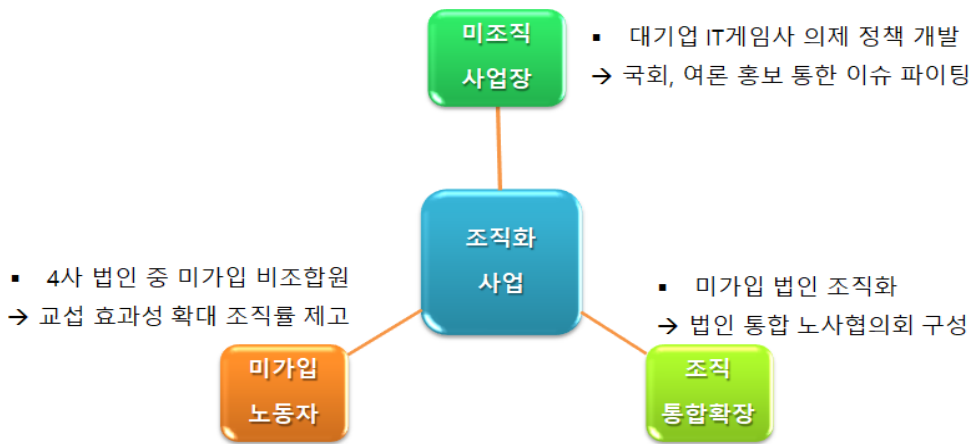 미조직
사업장
▪ 대기업 IT게임사 의제 정책 개발
→ 국회, 여론 홍보 통한 이슈 파이팅
조직화
사업
▪ 4사 법인 중 미가입 비조합원
→ 교섭 효과성 확대 조직률 제고
▪ 미가입 법인 조직화
→ 법인 통합 노사협의회 구성
미가입
노동자
조직
통합확장